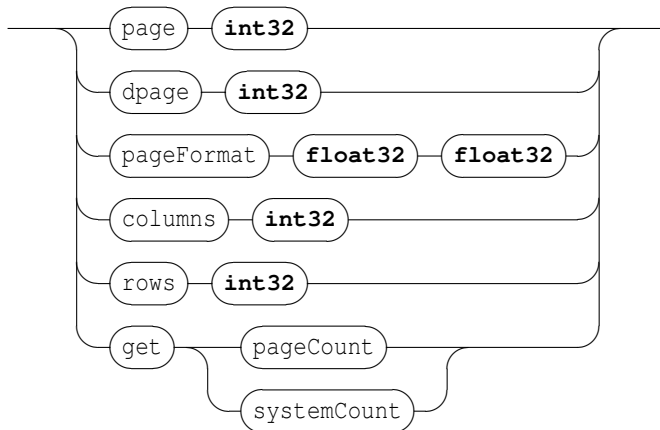 page int32
dpage int32
pageFormat float32 float32
columns int32
rows int32
get pageCount
systemCount